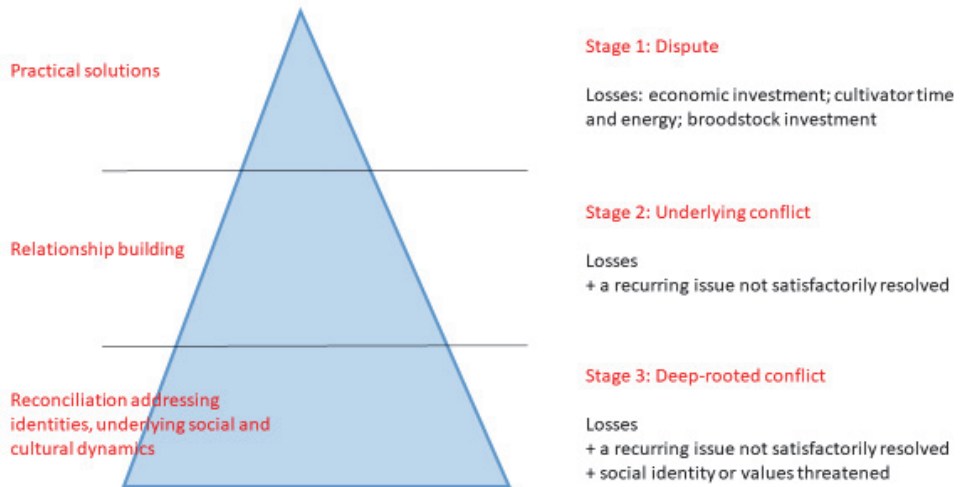 Practical solutions
Stage 1: Dispute
Losses: economic investment; cultivator time
and energy; broodstock investment
Relationship building
Stage 2: Underlying conflict
Losses
+ a recurring issue not satisfactorily resolved
Reconciliation addressing
identities, underlying social and
cultural dynamics
Stage 3: Deep-rooted conflict
Losses
+ a recurring issue not satisfactorily resolved
+ social identity or values threatened